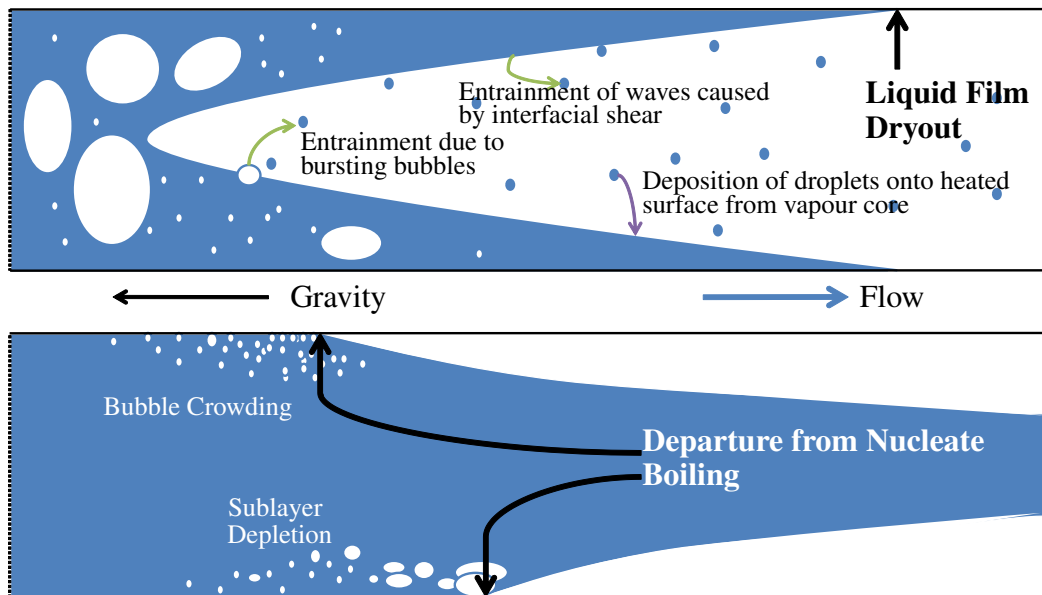 Entrainment of waves caused
by interfacial shear
Liquid Film
Dryout
Entrainment due to
bursting bubbles
Deposition of droplets onto heated
surface from vapour core
Gravity
Flow
Bubble Crowding
Departure from Nucleate
Boiling
Sublayer
Depletion